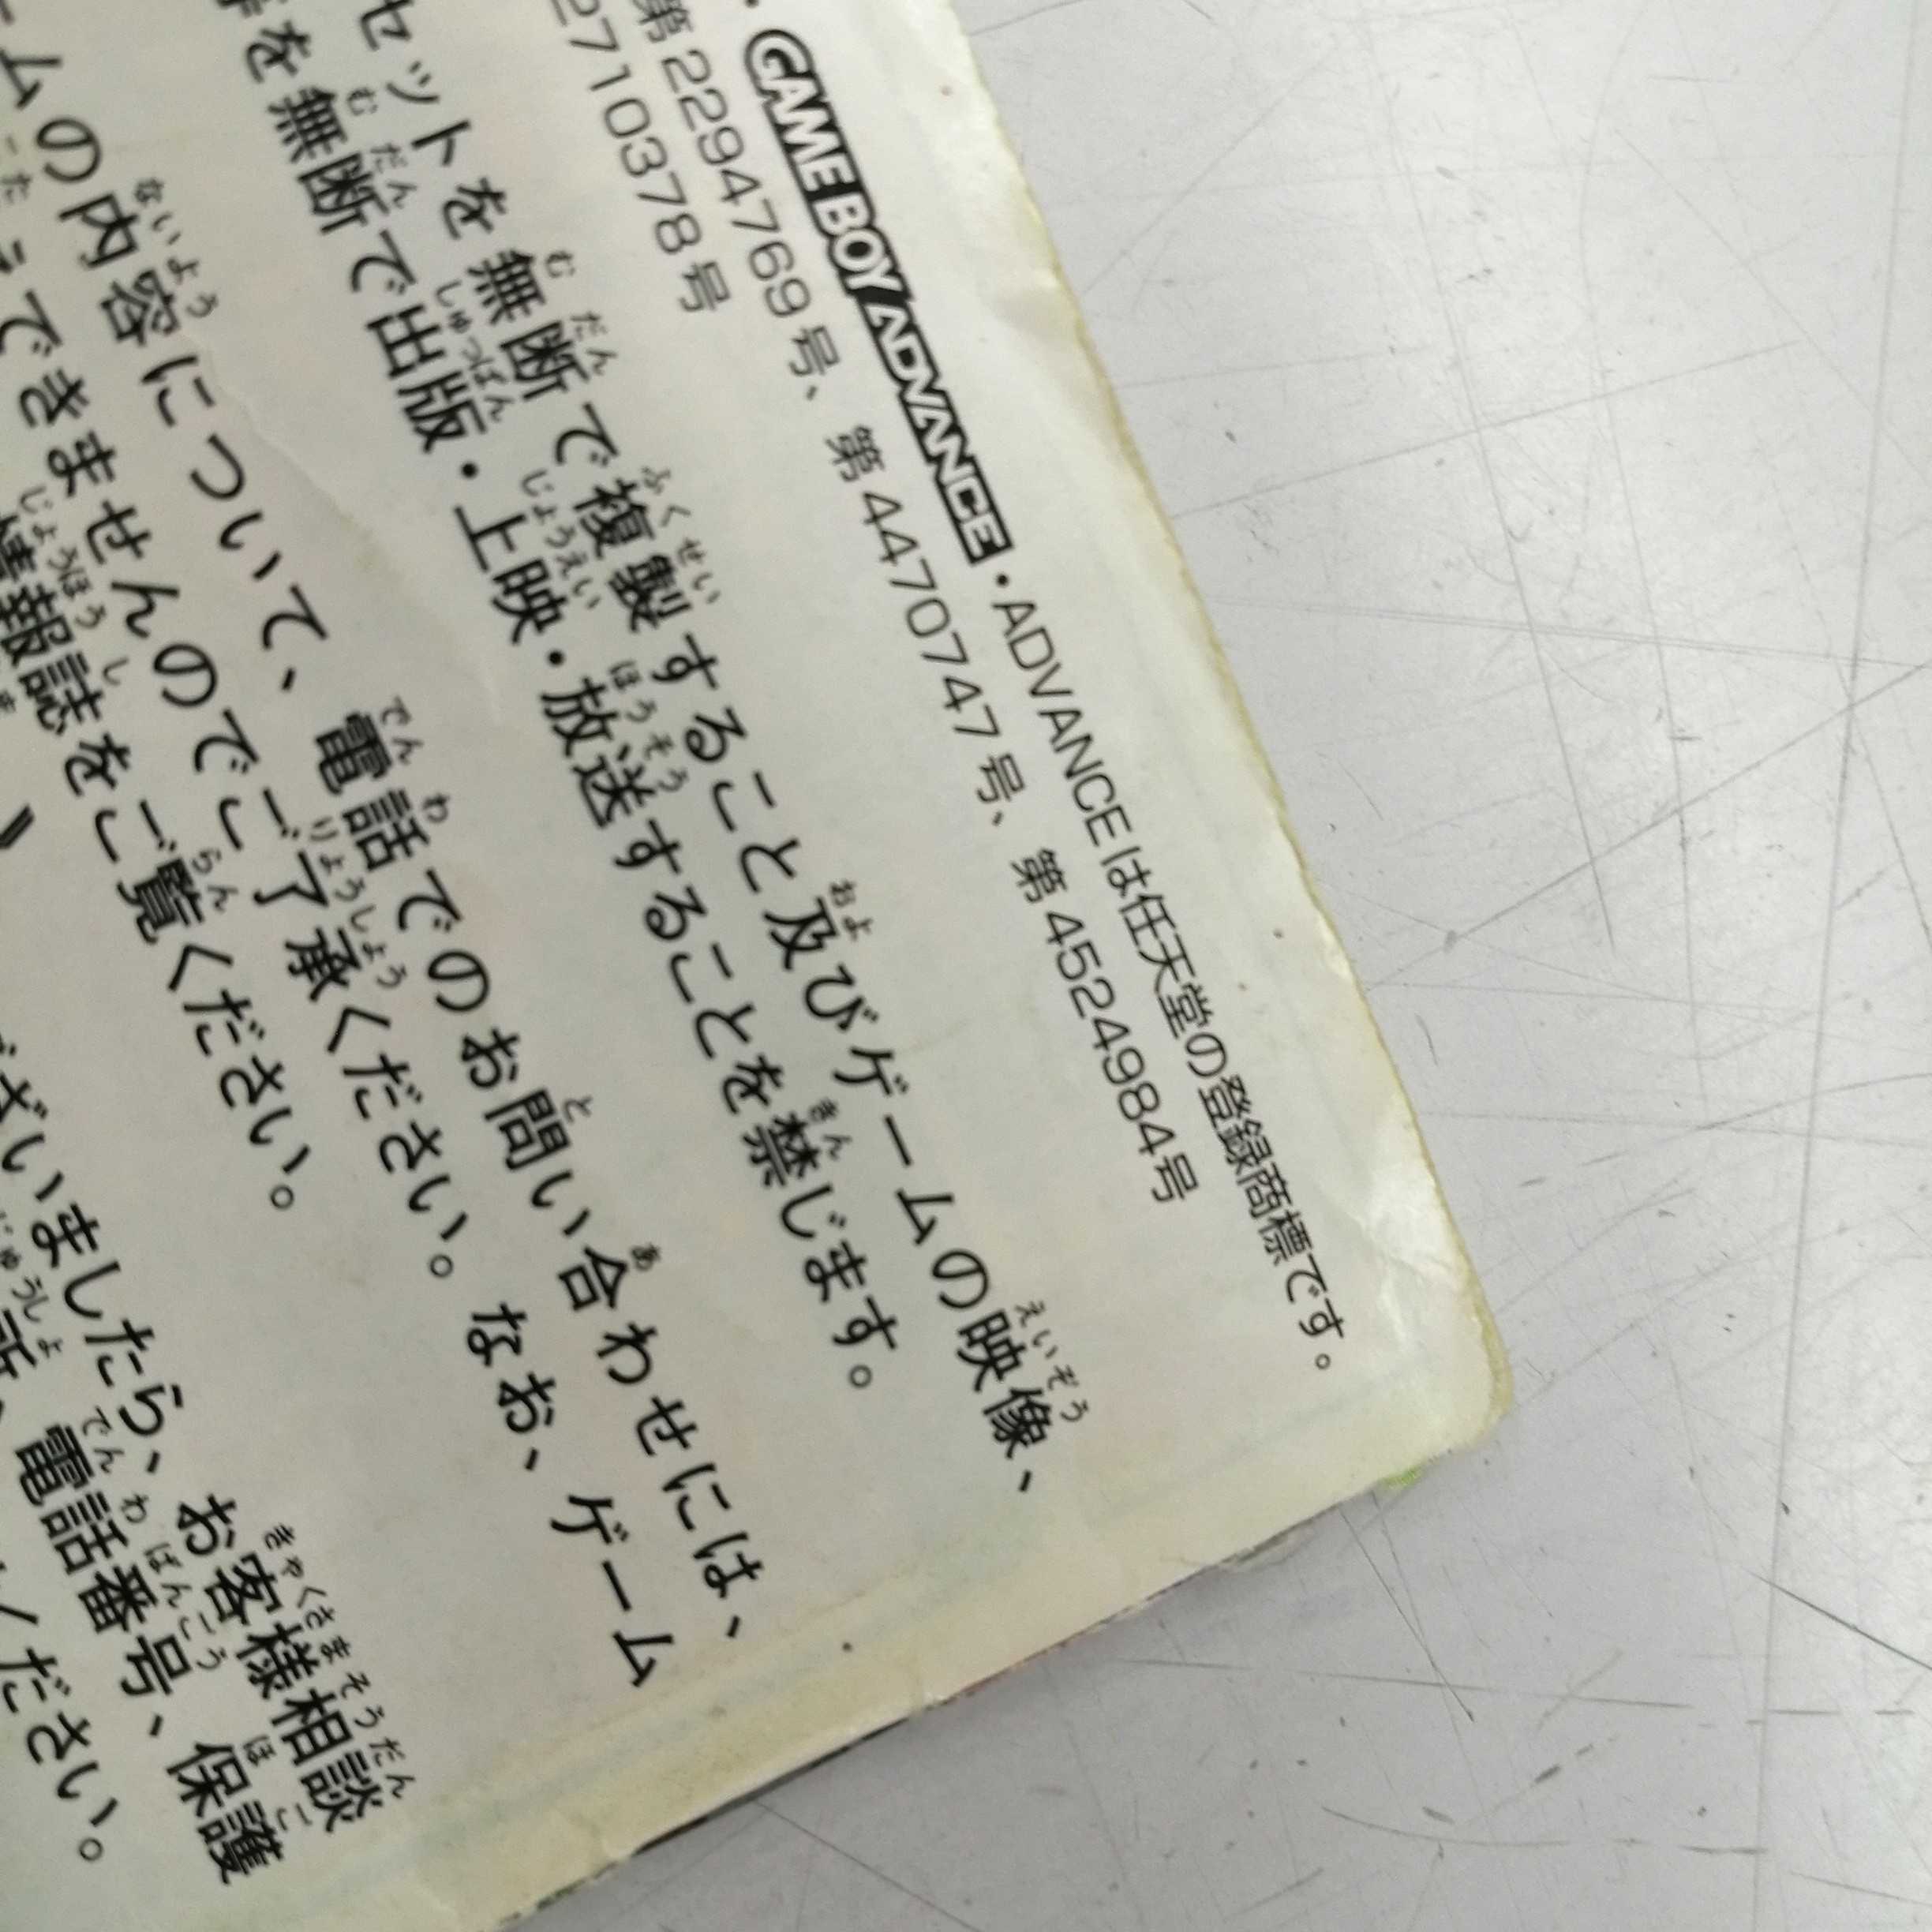 ・GAME BOY ADVANCE・ADVANCEは任天堂の登録商標です。
第2294769号、第4470747号、第4524984号
2710378号
セットを無断で複製すること及びゲームの映像、
を無断で出版・上映・放送することを禁じます。
ームの内容について、電話でのお問い合わせには、
できませんのでご了承ください。なお、ゲーム
情報誌をご覧ください。
ございましたら、お客様相談
所、電話番号、保護
ください。